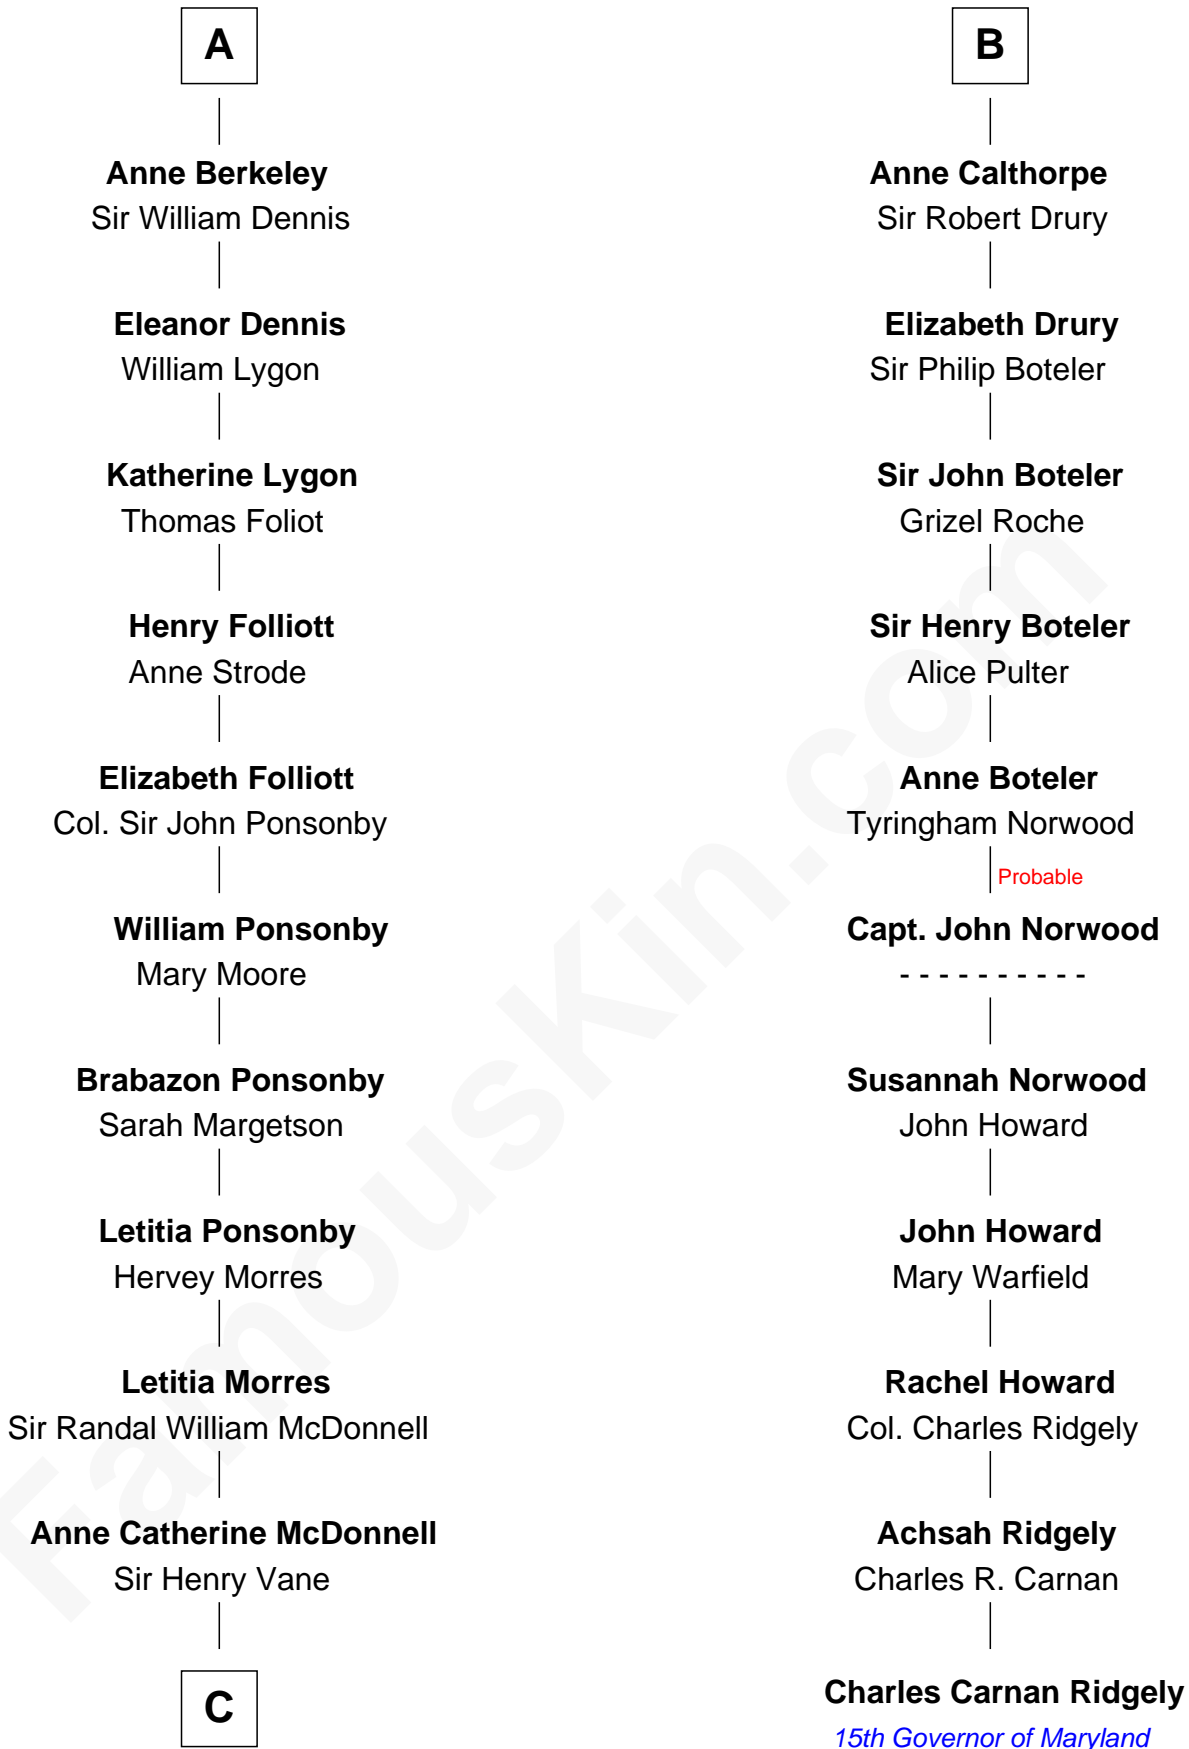 A
Anne Berkeley
Sir William Dennis
Eleanor Dennis
William Lygon
Katherine Lygon
Thomas Foliot
Henry Folliott
Anne Strode
Elizabeth Folliott
Col. Sir John Ponsonby
William Ponsonby
Mary Moore
Brabazon Ponsonby
Sarah Margetson
Letitia Ponsonby
Hervey Morres
Letitia Morres
Sir Randal William McDonnell
Anne Catherine McDonnell
Sir Henry Vane
C
B
Anne Calthorpe
Sir Robert Drury
Elizabeth Drury
Sir Philip Boteler
Sir John Boteler
Grizel Roche
Sir Henry Boteler
Alice Pulter
Anne Boteler
Tyringham Norwood
Probable
Capt. John Norwood
- - - - - - - - - -
Susannah Norwood
John Howard
John Howard
Mary Warfield
Rachel Howard
Col. Charles Ridgely
Achsah Ridgely
Charles R. Carnan
Charles Carnan Ridgely
15th Governor of Maryland
FamousKin.com